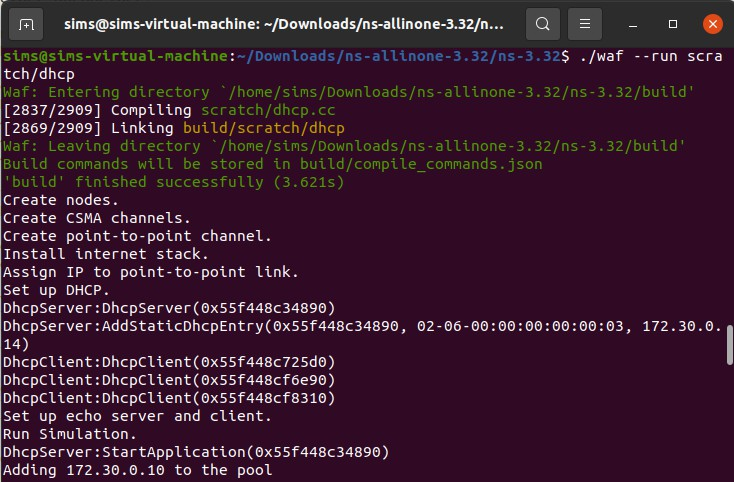 sims@sims-virtual-machine: ~/Downloads/ns-allinone-3.32/n...
sims@sims-virtual-machine:~/Downloads/ns-allinone-3.32/ns-3.32$ ./waf --run scra
tch/dhcp
Waf: Entering directory `/home/sims/Downloads/ns-allinone-3.32/ns-3.32/build'
[2837/2909] Compiling scratch/dhcp.cc
[2869/2909] Linking build/scratch/dhcp
Waf: Leaving directory `/home/sims/Downloads/ns-allinone-3.32/ns-3.32/build'
Build commands will be stored in build/compile_commands.json
'build' finished successfully (3.621s)
Create nodes.
Create CSMA channels.
Create point-to-point channel.
Install internet stack.
Assign IP to point-to-point link.
Set up DHCP.
DhcpServer:DhcpServer(0x55f448c34890)
DhcpServer:AddStaticDhcpEntry(0x55f448c34890, 02-06-00:00:00:00:00:03, 172.30.0.
14)
DhcpClient:DhcpClient(0x55f448c725d0)
DhcpClient:DhcpClient(0x55f448cf6e90)
DhcpClient:DhcpClient(0x55f448cf8310)
Set up echo server and client.
Run Simulation.
DhcpServer:StartApplication(0x55f448c34890)
Adding 172.30.0.10 to the pool